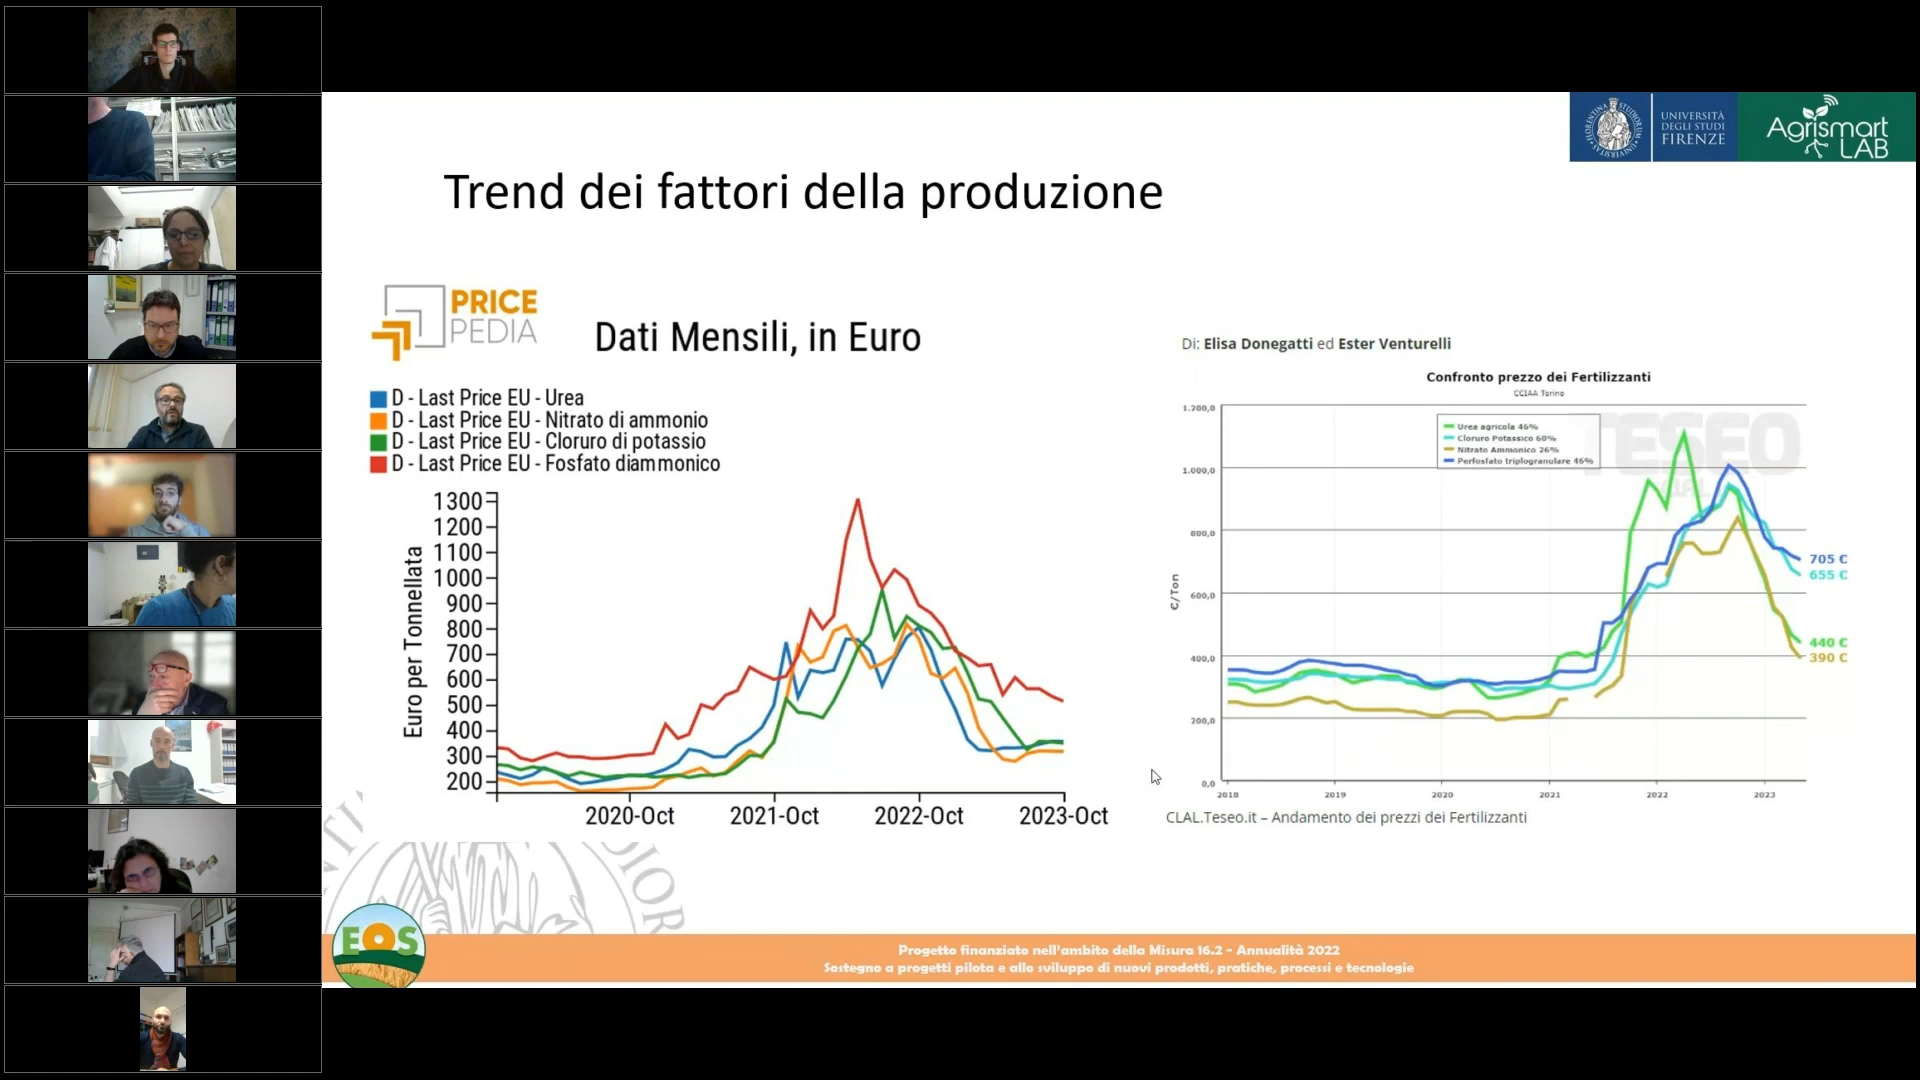 UNIVERSITÀ
DEGLI STUDI
FIRENZE
Agrismart
LAB
Trend dei fattori della produzione
PRICE
PEDIA
Dati Mensili, in Euro
D - Last Price EU - Urea
D - Last Price EU - Nitrato di ammonio
D - Last Price EU - Cloruro di potassio
D - Last Price EU - Fosfato diammonico
Euro per Tonnellata
1300
1200
1100
1000
900
800
700
600
500
400
300
200
2020-Oct
2021-Oct
2022-Oct
2023-Oct
Di: Elisa Donegatti ed Ester Venturelli
Confronto prezzo dei Fertilizzanti
CCIAA Torino
TESEO
CLAL
Urea agricola 46%
Cloruro Potassico 60%
Nitrato Ammonico 26%
Perfosfato triplogranulare 46%
€/Ton
1.200,0
1.000,0
800,0
600,0
400,0
200,0
0,0
2018
2019
2020
2021
2022
2023
705 €
655 €
440 €
390 €
CLAL.Teseo.it – Andamento dei prezzi dei Fertilizzanti
EOS
Progetto finanziato nell'ambito della Misura 16.2 - Annualità 2022
Sostegno a progetti pilota e allo sviluppo di nuovi prodotti, pratiche, processi e tecnologie